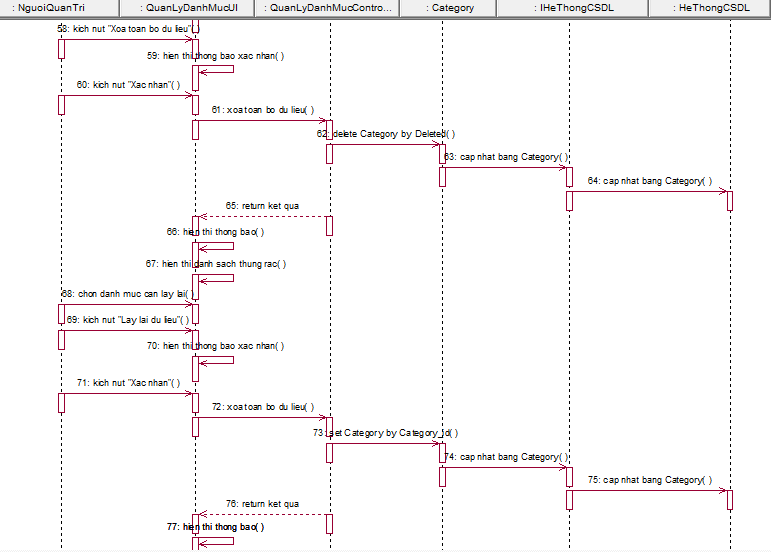 : NguoiQuanTri
: QuanLyDanhMucUI
: QuanLyDanhMucContro...
: Category
: IHeThongCSDL
: HeThongCSDL
58: kich nut "Xoa toan bo du lieu"( )
59: hien thi thong bao xac nhan( )
60: kich nut "Xac nhan"( )
61: xoa toan bo du lieu( )
62: delete Category by Deleted( )
63: cap nhat bang Category( )
64: cap nhat bang Category( )
65: return ket qua
66: hien thi thong bao( )
67: hien thi danh sach thung rac( )
68: chon danh muc can lay lai( )
69: kich nut "Lay lai du lieu"( )
70: hien thi thong bao xac nhan( )
71: kich nut "Xac nhan"( )
72: xoa toan bo du lieu( )
73: set Category by Category_id( )
74: cap nhat bang Category( )
75: cap nhat bang Category( )
76: return ket qua
77: hien thi thong bao( )